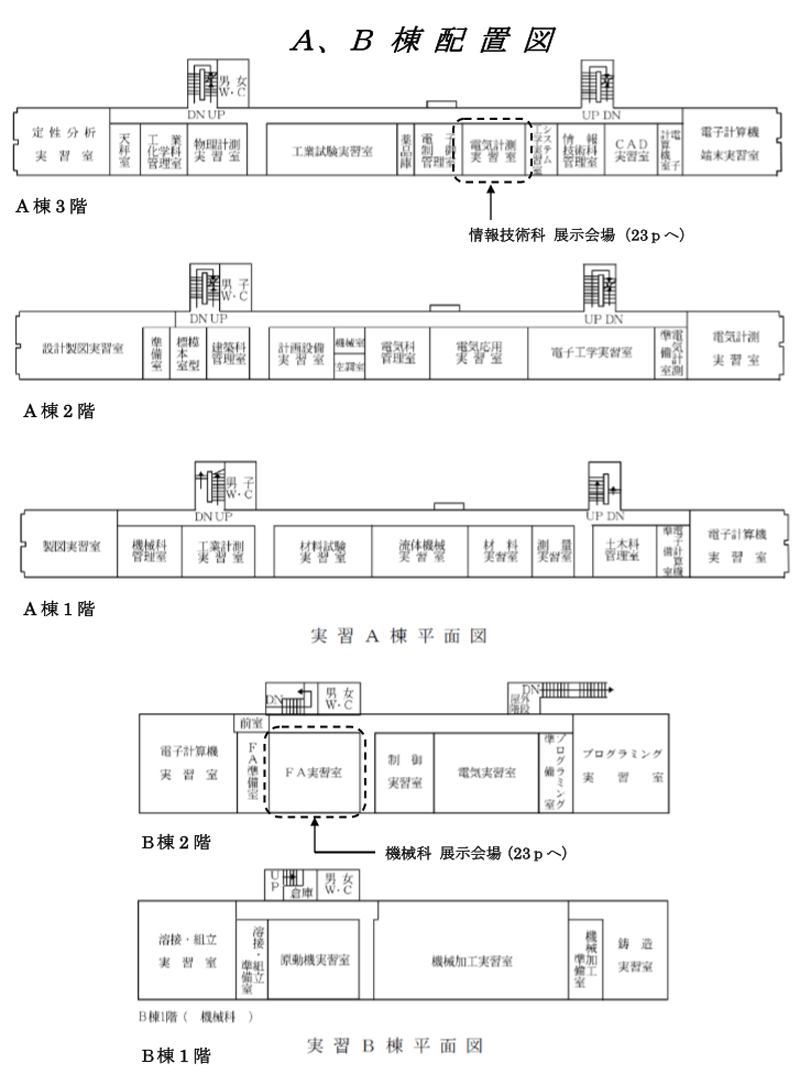 A、B 棟 配 置 図
男 女
W・C
DN UP
UP DN
定 性 分 析
実 習 室
天秤室
工 業
化学科
管理室
物理計測
実 習 室
工業試験実習室
薬品庫
電 子
制 御
管理室
電気計測
実 習 室
システム
工学実習室
情 報
技術科
管理室
CAD
実習室
電 子
計算機室
電子計算機
端末実習室
A 棟 3 階
情報技術科 展示会場 (23 p へ)
男 子
W・C
DN UP
UP DN
設計製図実習室
準備室
模 型
標本室
建築科
管理室
計画設備
実 習 室
機械室
空調室
電気科
管理室
電気応用
実 習 室
電子工学実習室
電気計測
準備室
電気計測
実 習 室
A 棟 2 階
男 子
W・C
DN UP
UP DN
製図実習室
機械科
管理室
工業計測
実 習 室
材料試験
実 習 室
流体機械
実 習 室
材 料
実習室
測 量
実習室
土木科
管理室
電子計算機
準 備 室
電子計算機
実 習 室
A 棟 1 階
実 習 A 棟 平 面 図
DN
男 女
W・C
DN
屋外
階段
前室
電子計算機
実 習 室
FA準備室
FA実習室
制 御
実習室
電気実習室
プログラミング
準 備 室
プログラミング
実 習 室
B 棟 2 階
機械科 展示会場 (23 p へ)
UP
倉庫
男 女
W・C
溶接・組立
実 習 室
溶接・組立
準備室
原動機実習室
機械加工実習室
機械加工
準備室
鋳 造
実習室
B棟1階 ( 機械科 )
実 習 B 棟 平 面 図
B 棟 1 階